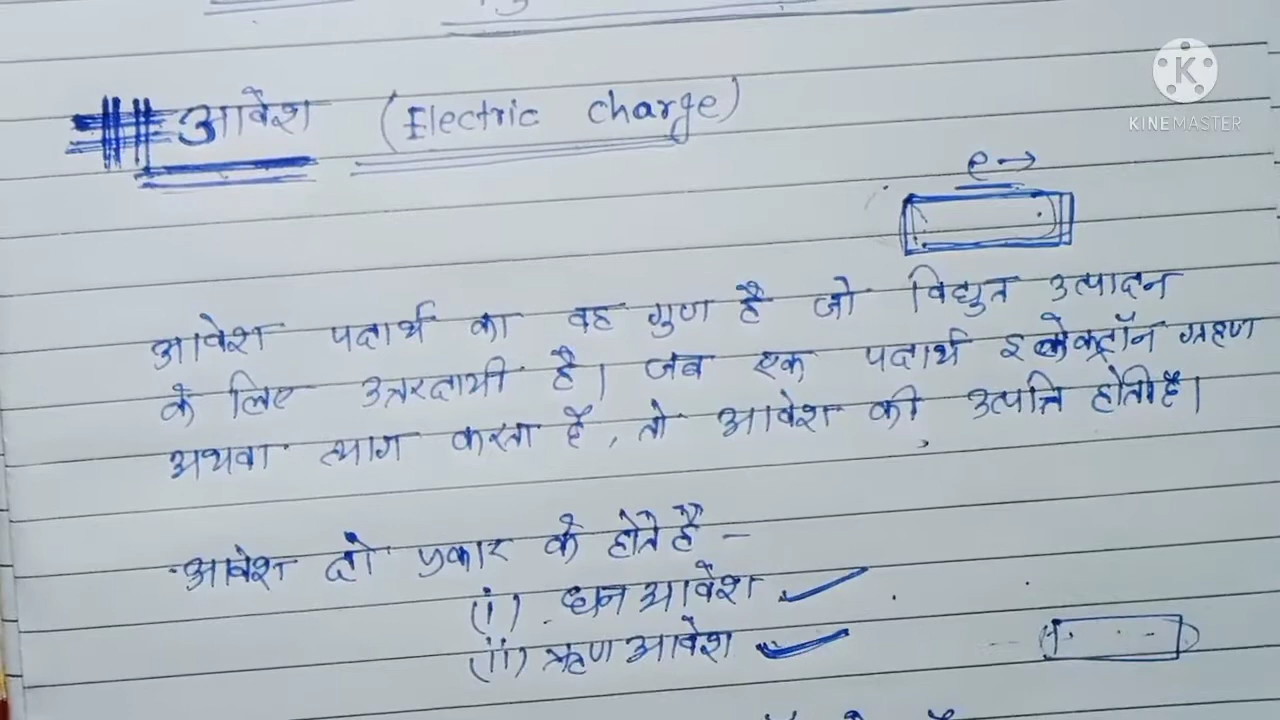 आवेश (Electric charge)
K
KINEMASTER
e→
आवेश पदार्थ का वह गुण है जो विद्युत उत्पादन
के लिए उत्तरदायी है। जब एक पदार्थ इलेक्ट्रॉन ग्रहण
अथवा त्याग करता है, तो आवेश की उत्पत्ति होती है।
आवेश दो प्रकार के होते है –
(i) धन आवेश
(ii) ऋण आवेश